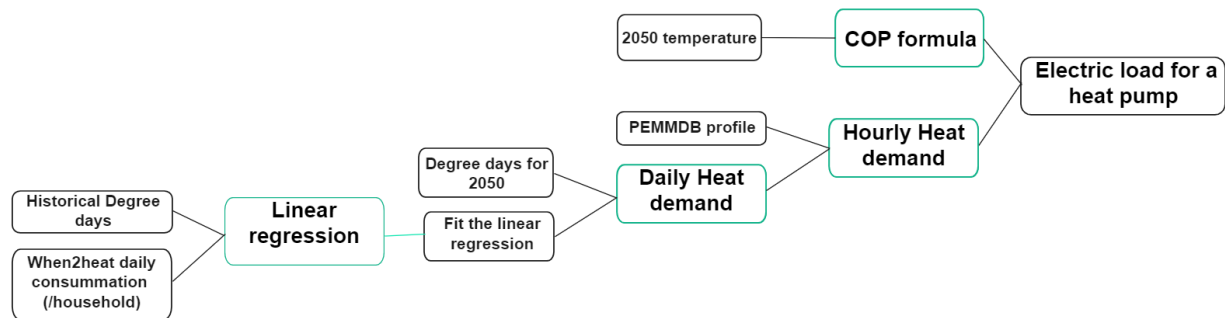 2050 temperature
COP formula
Electric load for a
heat pump
PEMMDB profile
Hourly Heat
demand
Degree days for
2050
Daily Heat
demand
Historical Degree
days
Linear
regression
Fit the linear
regression
When2heat daily
consummation
(/household)